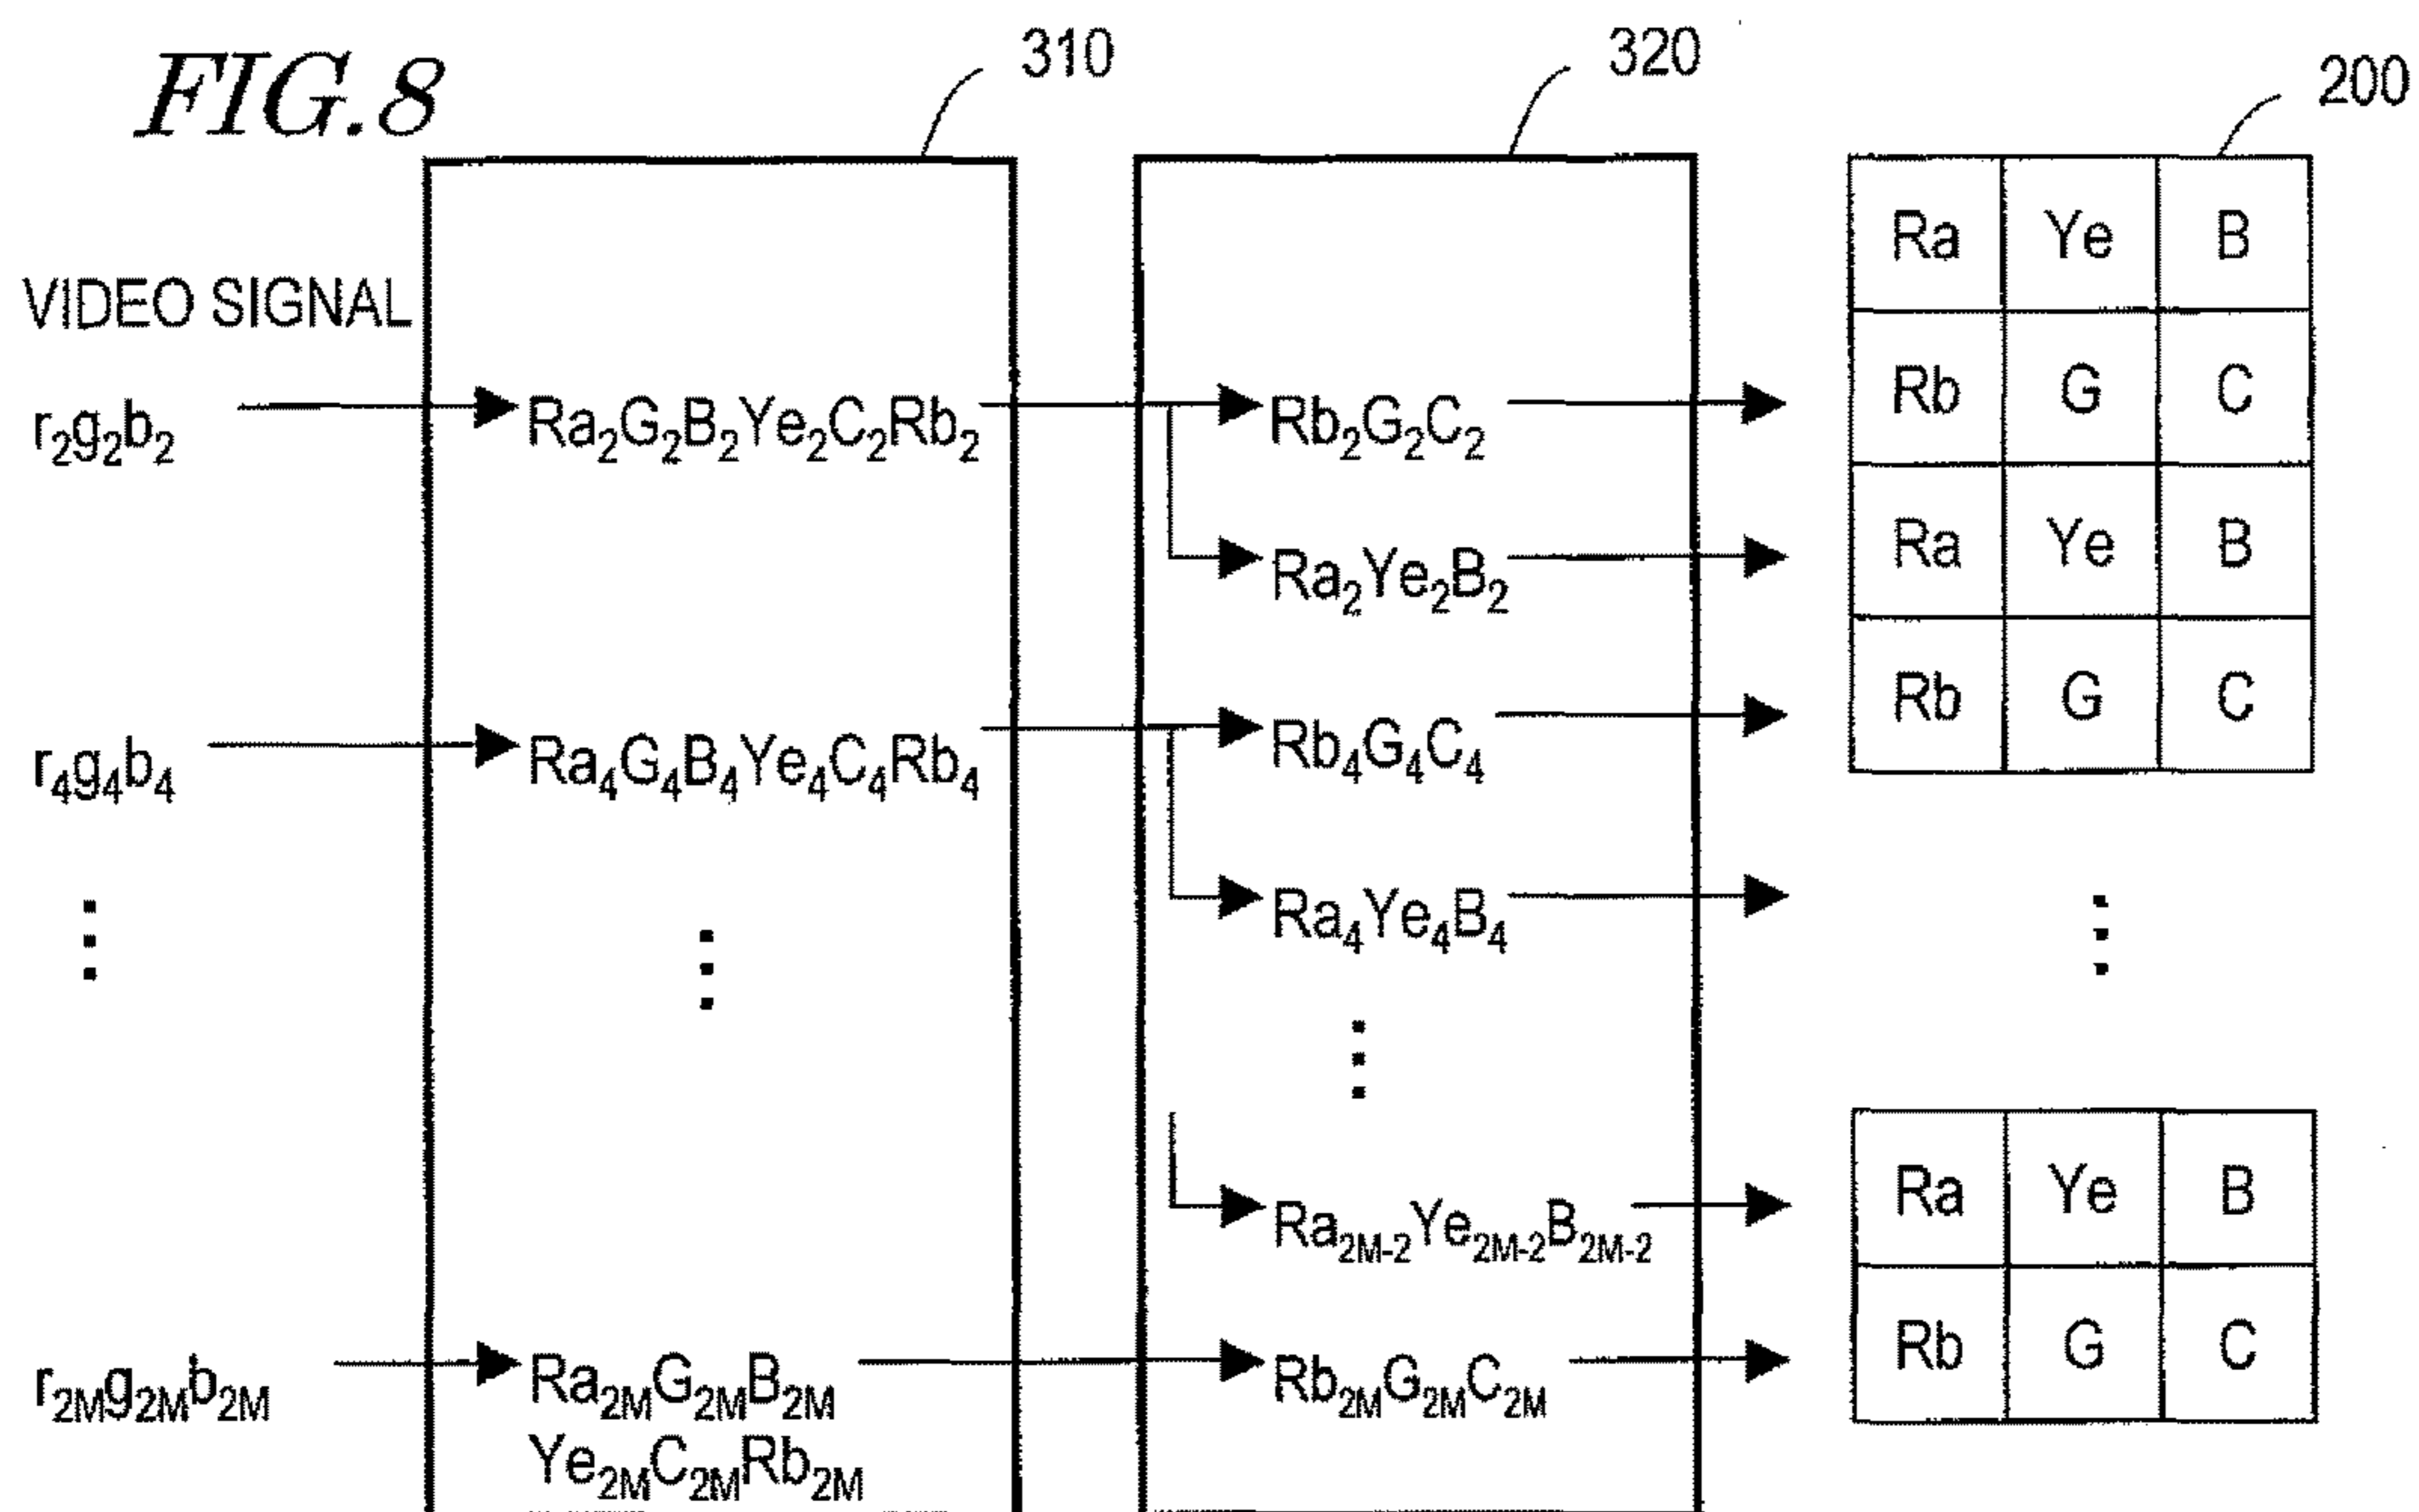 FIG.8
310
320
200
VIDEO SIGNAL
Ra Ye B
r₂g₂b₂ Ra₂G₂B₂Ye₂C₂Rb₂ Rb₂G₂C₂ Rb G C
Ra₂Ye₂B₂ Ra Ye B
r₄g₄b₄ Ra₄G₄B₄Ye₄C₄Rb₄ Rb₄G₄C₄ Rb G C
Ra₄Ye₄B₄
Ra₂M₋₂Ye₂M₋₂B₂M₋₂ Ra Ye B
r₂Mg₂Mb₂M Ra₂MG₂MB₂M Rb₂MG₂MC₂M Rb G C
Ye₂MC₂MRb₂M